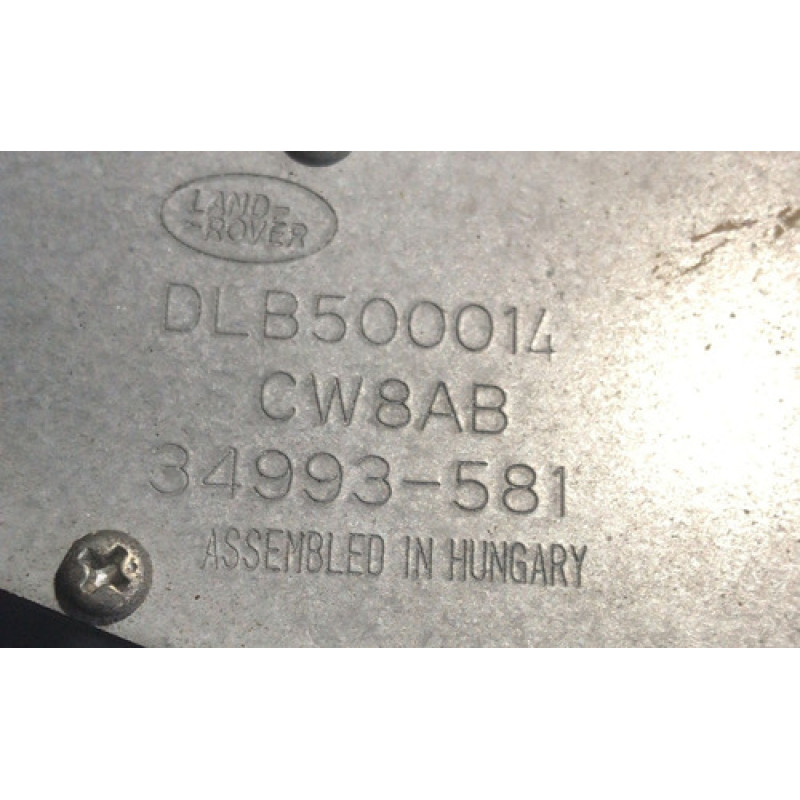 LAND-
-ROVER
DLB500014
CW8AB
34993-581
ASSEMBLED IN HUNGARY